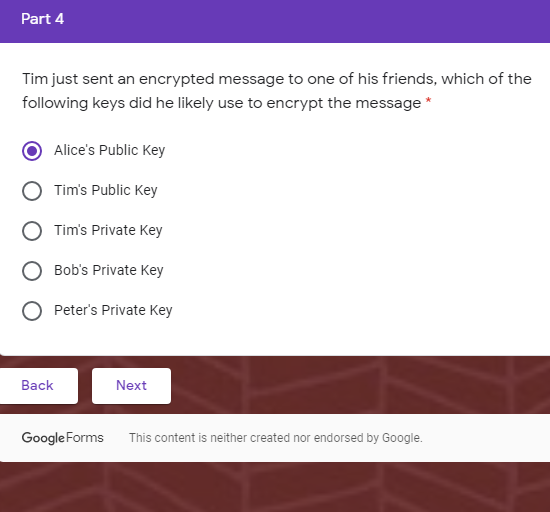 Part 4
Tim just sent an encrypted message to one of his friends, which of the
following keys did he likely use to encrypt the message *
Alice's Public Key
Tim's Public Key
Tim's Private Key
Bob's Private Key
Peter's Private Key
Back Next
Google Forms This content is neither created nor endorsed by Google.